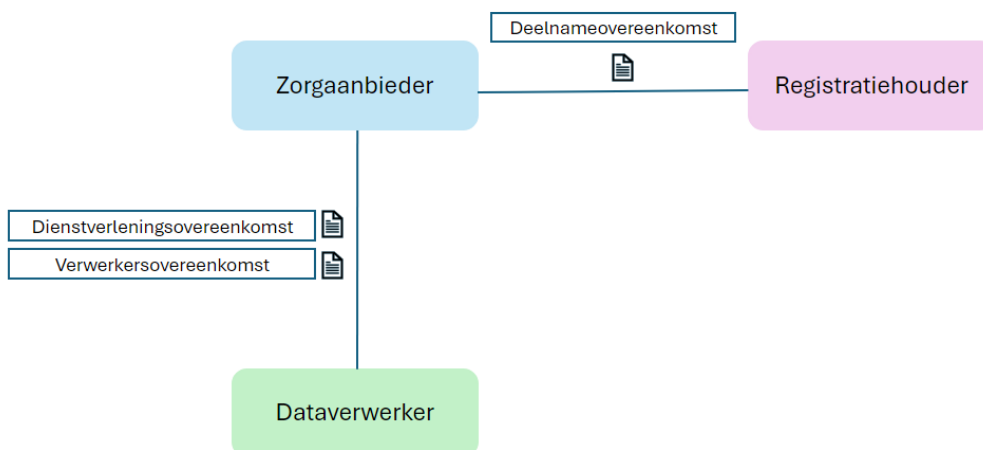 Deelnameovereenkomst
Zorgaanbieder
Registratiehouder
Dienstverleningsovereenkomst
Verwerkersovereenkomst
Dataverwerker